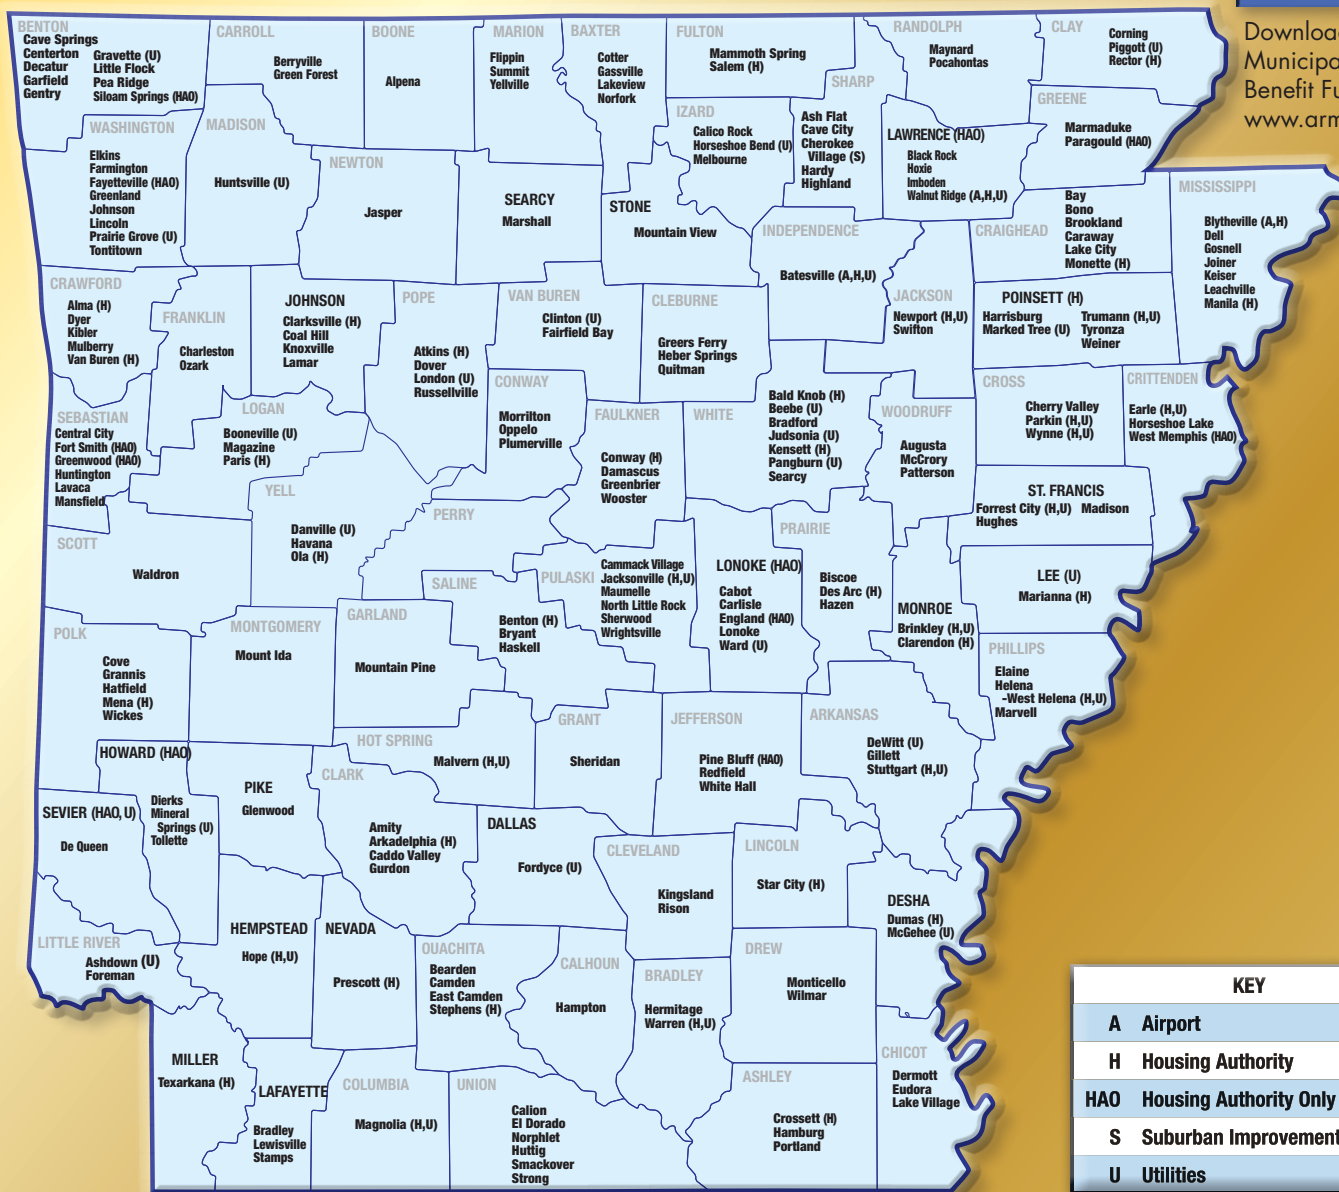 BENTON
Cave Springs
Centerton
Decatur
Garfield
Gentry
Gravette (U)
Little Flock
Pea Ridge
Siloam Springs (HAO)
CARROLL
Berryville
Green Forest
BOONE
Alpena
MARION
Flippin
Summit
Yellville
BAXTER
Cotter
Gassville
Lakeview
Norfork
FULTON
Mammoth Spring
Salem (H)
SHARP
Ash Flat
Cave City
Cherokee
Village (S)
Hardy
Highland
RANDOLPH
Maynard
Pocahontas
CLAY
Corning
Piggott (U)
Rector (H)
GREENE
Marmaduke
Paragould (HAO)
WASHINGTON
Elkins
Farmington
Fayetteville (HAO)
Greenland
Johnson
Lincoln
Prairie Grove (U)
Tontitown
MADISON
Huntsville (U)
NEWTON
Jasper
SEARCY
Marshall
STONE
Mountain View
IZARD
Calico Rock
Horseshoe Bend (U)
Melbourne
LAWRENCE (HAO)
Black Rock
Hoxie
Imboden
Walnut Ridge (A,H,U)
INDEPENDENCE
Batesville (A,H,U)
CRAIGHEAD
Bay
Bono
Brookland
Caraway
Lake City
Monette (H)
MISSISSIPPI
Blytheville (A,H)
Dell
Gosnell
Joiner
Keiser
Leachville
Manila (H)
CRAWFORD
Alma (H)
Dyer
Kibler
Mulberry
Van Buren (H)
FRANKLIN
Charleston
Ozark
JOHNSON
Clarksville (H)
Coal Hill
Knoxville
Lamar
POPE
Atkins (H)
Dover
London (U)
Russellville
VAN BUREN
Clinton (U)
Fairfield Bay
CLEBURNE
Greers Ferry
Heber Springs
Quitman
JACKSON
Newport (H,U)
Swifton
POINSETT (H)
Harrisburg
Marked Tree (U)
Trumann (H,U)
Tyronza
Weiner
SEBASTIAN
Central City
Fort Smith (HAO)
Greenwood (HAO)
Huntington
Lavaca
Mansfield
LOGAN
Booneville (U)
Magazine
Paris (H)
CONWAY
Morrilton
Oppelo
Plumerville
FAULKNER
Conway (H)
Damascus
Greenbrier
Wooster
WHITE
Bald Knob (H)
Beebe (U)
Bradford
Judsonia (U)
Kensett (H)
Pangburn (U)
Searcy
WOODRUFF
Augusta
McCrory
Patterson
CROSS
Cherry Valley
Parkin (H,U)
Wynne (H,U)
CRITTENDEN
Earle (H,U)
Horseshoe Lake
West Memphis (HAO)
ST. FRANCIS
Forrest City (H,U) Madison
Hughes
SCOTT
Waldron
YELL
Danville (U)
Havana
Ola (H)
PERRY
SALINE
Benton (H)
Bryant
Haskell
PULASKI
Cammack Village
Jacksonville (H,U)
Maumelle
North Little Rock
Sherwood
Wrightsville
LONOKE (HAO)
Cabot
Carlisle
England (HAO)
Lonoke
Ward (U)
PRAIRIE
Biscoe
Des Arc (H)
Hazen
MONROE
Brinkley (H,U)
Clarendon (H)
LEE (U)
Marianna (H)
PHILLIPS
Elaine
Helena
-West Helena (H,U)
Marvell
POLK
Cove
Grannis
Hatfield
Mena (H)
Wickes
MONTGOMERY
Mount Ida
GARLAND
Mountain Pine
HOT SPRING
Malvern (H,U)
GRANT
Sheridan
JEFFERSON
Pine Bluff (HAO)
Redfield
White Hall
ARKANSAS
DeWitt (U)
Gillett
Stuttgart (H,U)
HOWARD (HAO)
Dierks
Mineral
Springs (U)
Tollette
SEVIER (HAO, U)
De Queen
PIKE
Glenwood
CLARK
Amity
Arkadelphia (H)
Caddo Valley
Gurdon
DALLAS
Fordyce (U)
CLEVELAND
Kingsland
Rison
LINCOLN
Star City (H)
DESHA
Dumas (H)
McGehee (U)
LITTLE RIVER
Ashdown (U)
Foreman
HEMPSTEAD
Hope (H,U)
NEVADA
Prescott (H)
OUACHITA
Bearden
Camden
East Camden
Stephens (H)
CALHOUN
Hampton
BRADLEY
Hermitage
Warren (H,U)
DREW
Monticello
Wilmar
MILLER
Texarkana (H)
LAFAYETTE
Bradley
Lewisville
Stamps
COLUMBIA
Magnolia (H,U)
UNION
Calion
El Dorado
Norphlet
Huttig
Smackover
Strong
ASHLEY
Crossett (H)
Hamburg
Portland
CHICOT
Dermott
Eudora
Lake Village
Downloa
Municipa
Benefit Fu
www.arm
KEY
A Airport
H Housing Authority
HAO Housing Authority Only
S Suburban Improvement
U Utilities